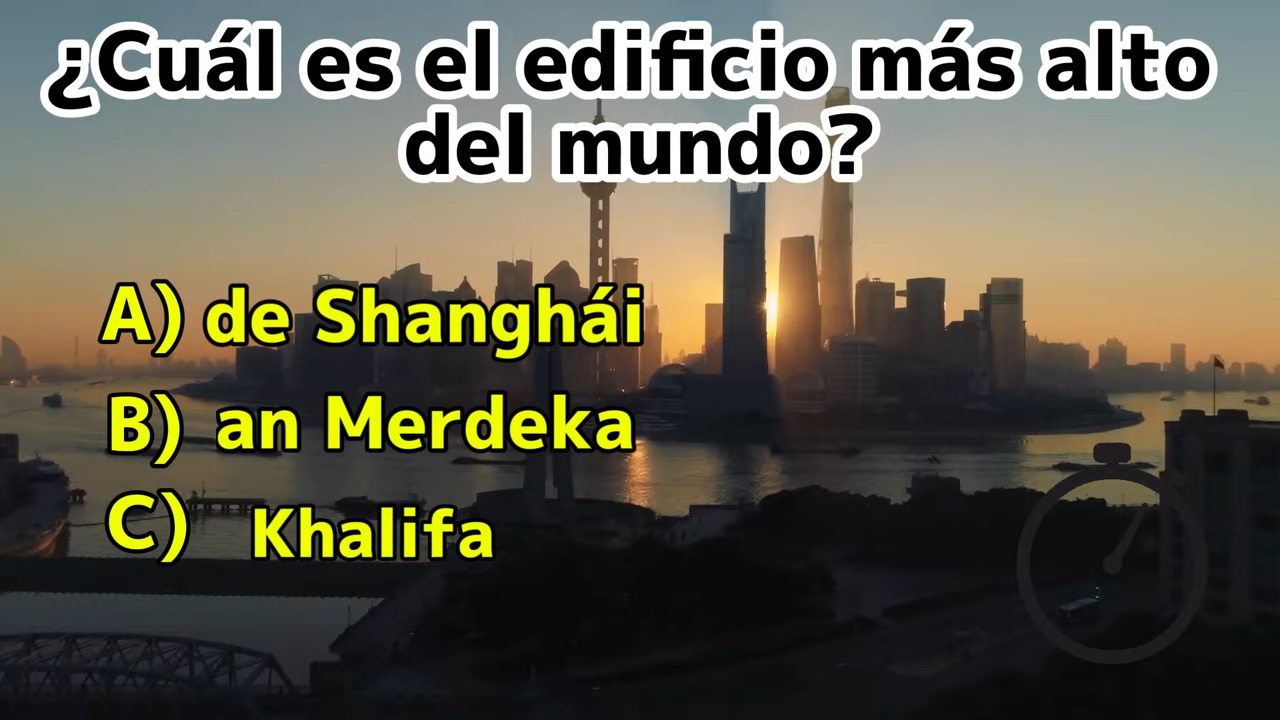 ¿Cuál es el edificio más alto
del mundo?
A) de Shanghái
B) an Merdeka
C) Khalifa